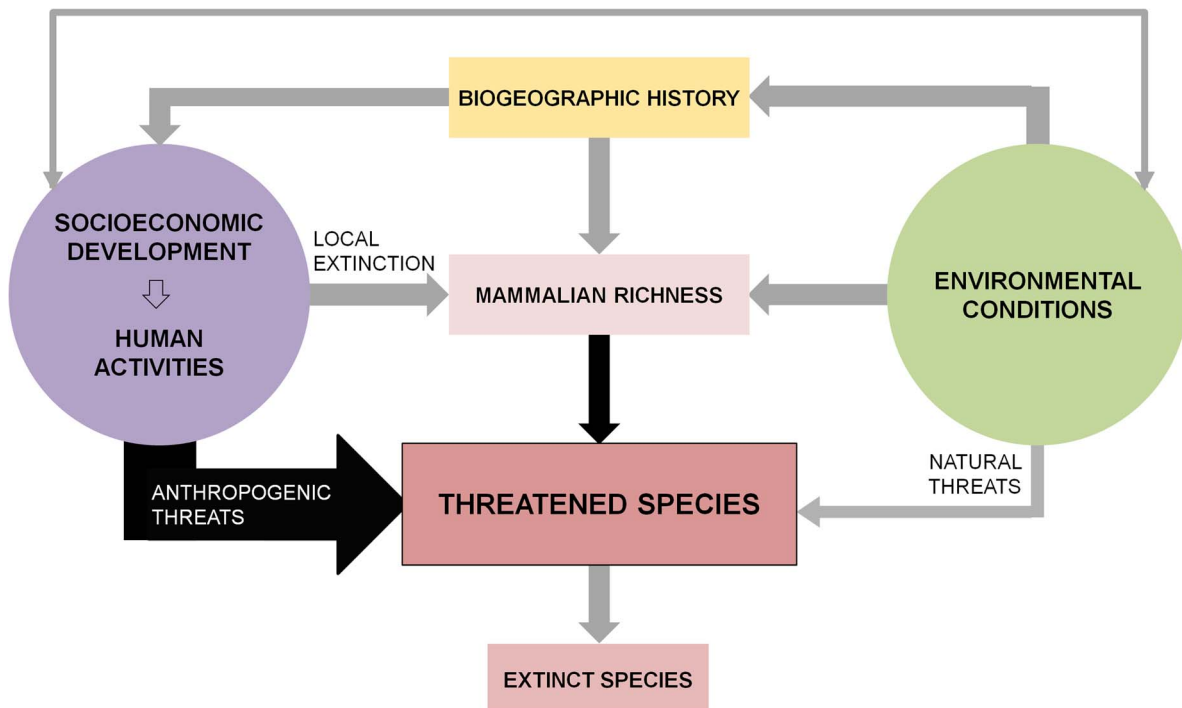 BIOGEOGRAPHIC HISTORY
SOCIOECONOMIC
DEVELOPMENT
HUMAN
ACTIVITIES
LOCAL
EXTINCTION
MAMMALIAN RICHNESS
ENVIRONMENTAL
CONDITIONS
ANTHROPOGENIC
THREATS
THREATENED SPECIES
NATURAL
THREATS
EXTINCT SPECIES